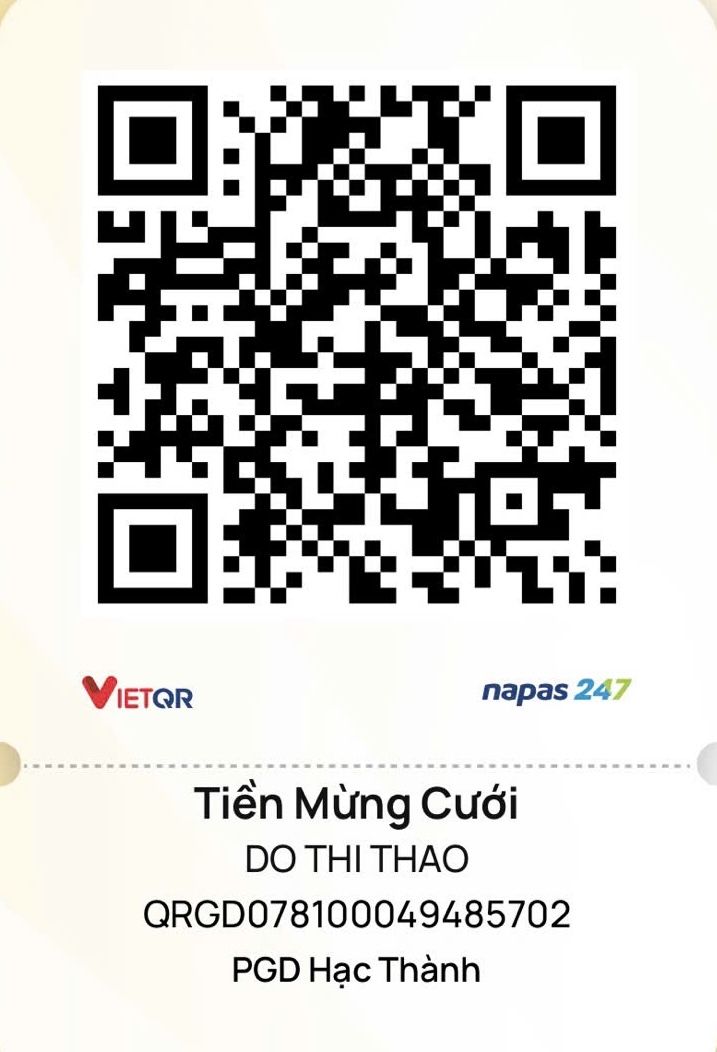 VIETQR napas 247
Tiền Mừng Cưới
DO THI THAO
QRGD078100049485702
PGD Hạc Thành